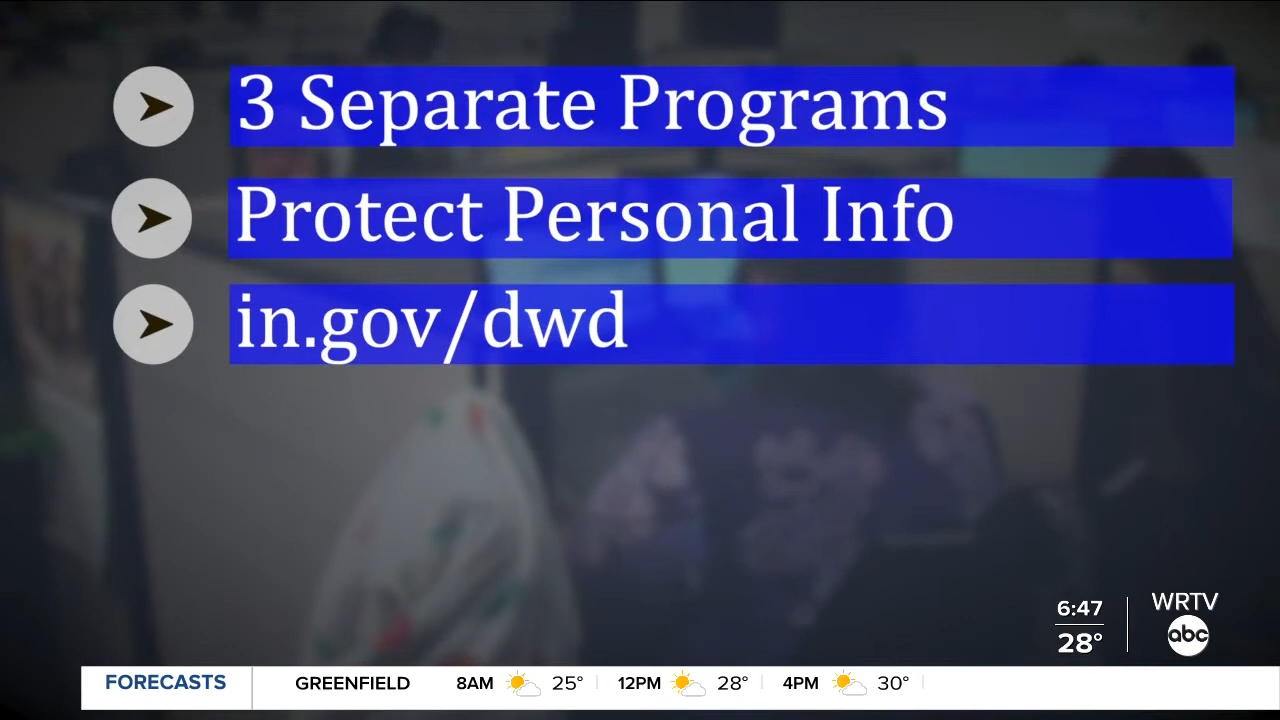 3 Separate Programs
Protect Personal Info
in.gov/dwd
6:47
28°
WRTV
abc
FORECASTS GREENFIELD 8AM 25° 12PM 28° 4PM 30°